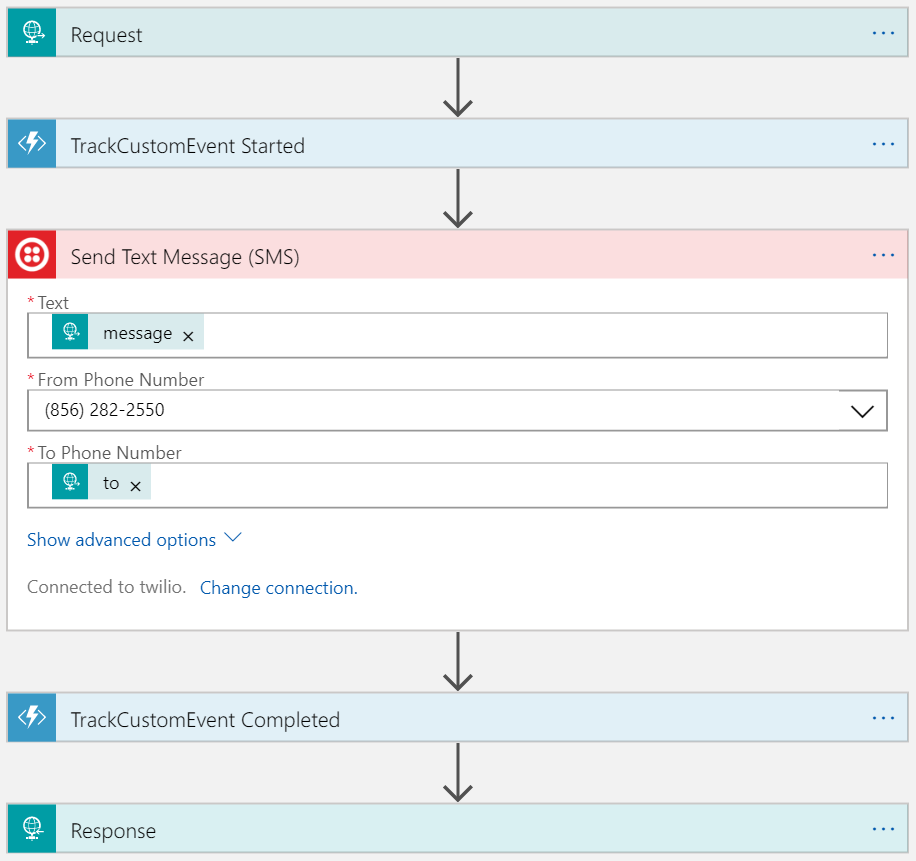 Request
TrackCustomEvent Started
Send Text Message (SMS)
* Text
message ×
* From Phone Number
(856) 282-2550
* To Phone Number
to ×
Show advanced options
Connected to twilio. Change connection.
TrackCustomEvent Completed
Response